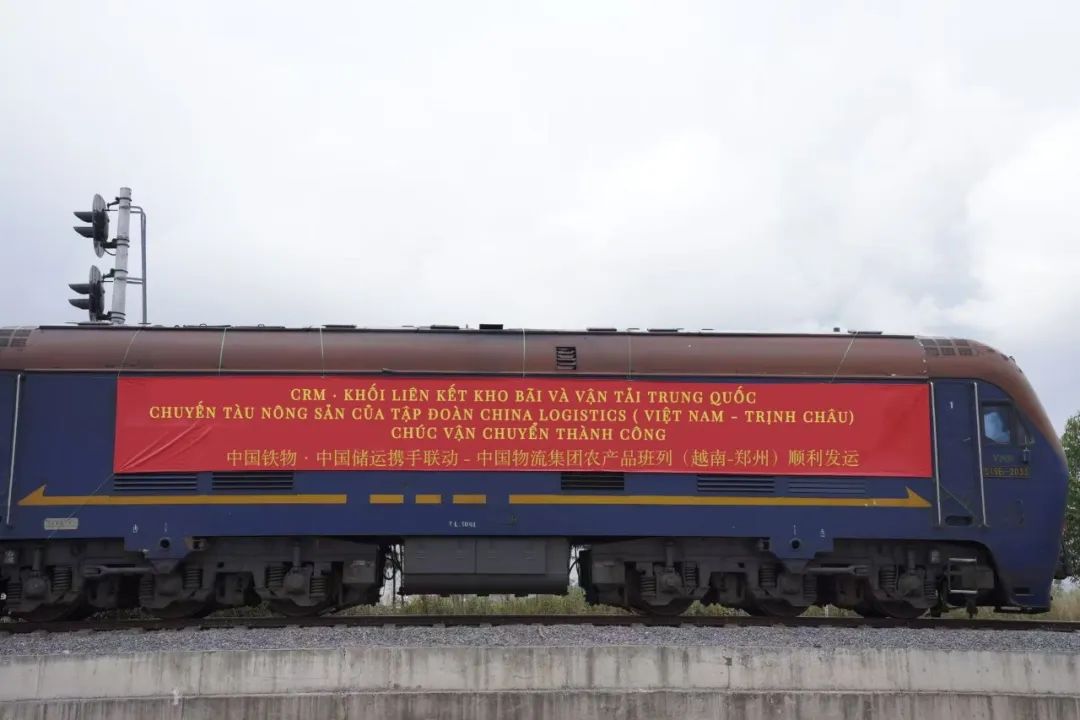 CRM · KHỐI LIÊN KẾT KHO BÃI VÀ VẬN TẢI TRUNG QUỐC
CHUYẾN TÀU NÔNG SẢN CỦA TẬP ĐOÀN CHINA LOGISTICS ( VIỆT NAM – TRỊNH CHÂU)
CHÚC VẬN CHUYỂN THÀNH CÔNG
中国铁物 · 中国储运携手联动 – 中国物流集团农产品班列（越南-郑州）顺利发运